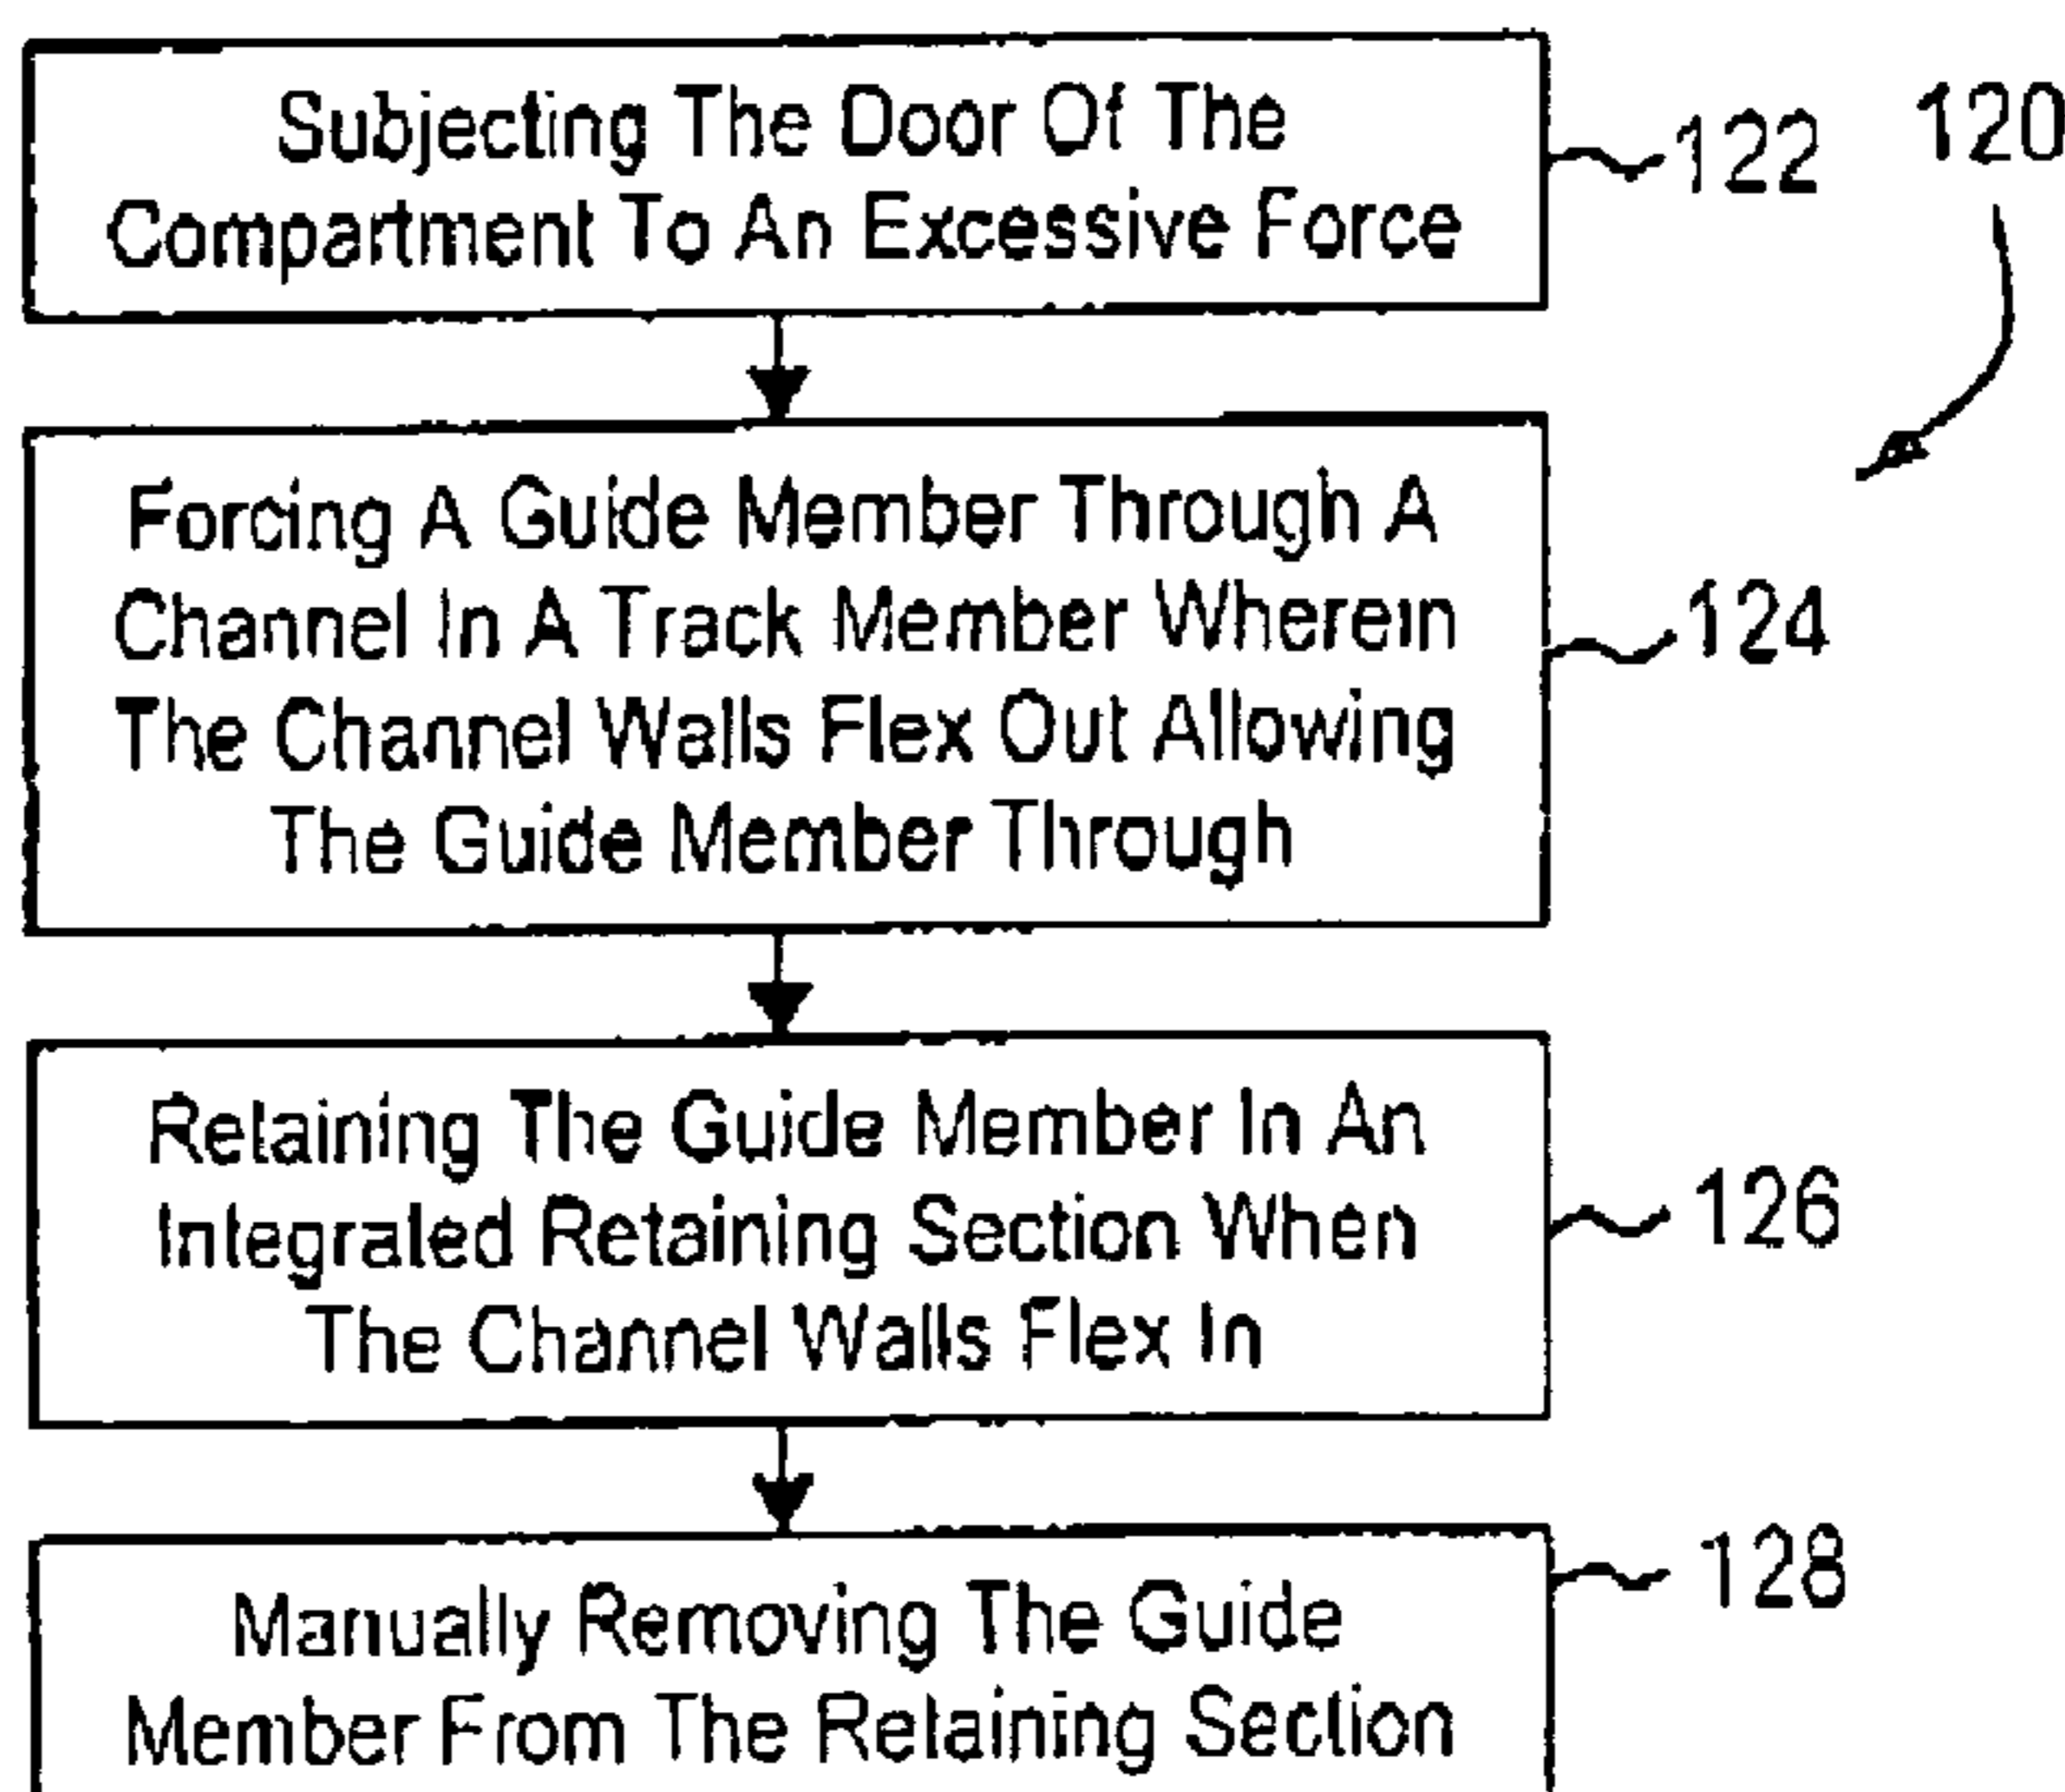 Subjecting The Door Of The
Compartment To An Excessive Force
122
120
Forcing A Guide Member Through A
Channel In A Track Member Wherein
The Channel Walls Flex Out Allowing
The Guide Member Through
124
Retaining The Guide Member In An
Integraled Retaining Section When
The Channel Walls Flex In
126
Manually Removing The Guide
Member From The Retaining Section
128